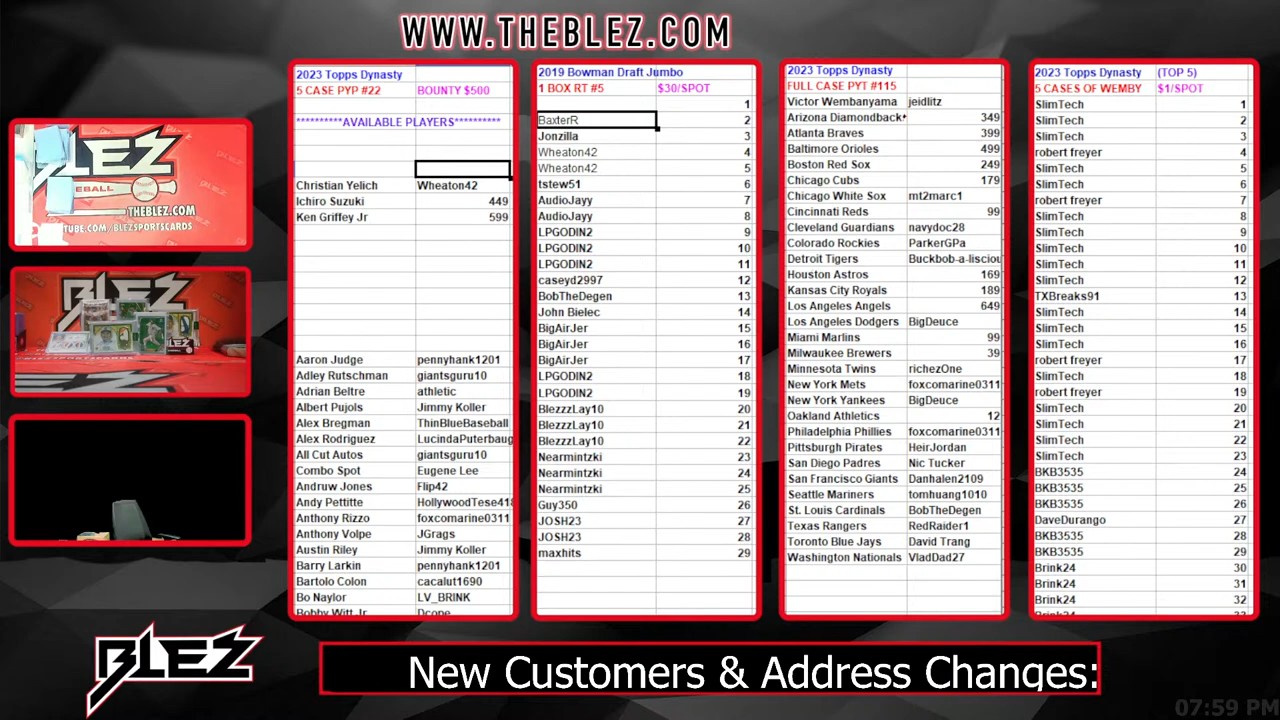 WWW.THEBLEZ.COM
2023 Topps Dynasty
5 CASE PYP #22 BOUNTY $500
**********AVAILABLE PLAYERS**********
Christian Yelich Wheaton42
Ichiro Suzuki 449
Ken Griffey Jr 599
Aaron Judge pennyhank1201
Adley Rutschman giantsguru10
Adrian Beltre athletic
Albert Pujols Jimmy Koller
Alex Bregman ThinBlueBaseball
Alex Rodriguez LucindaPuterbaug
All Cut Autos giantsguru10
Combo Spot Eugene Lee
Andruw Jones Flip42
Andy Pettitte HollywoodTese418
Anthony Rizzo foxcomarine0311
Anthony Volpe JGrags
Austin Riley Jimmy Koller
Barry Larkin pennyhank1201
Bartolo Colon cacalut1690
Bo Naylor LV_BRINK
Bobby Witt Jr Dcope
2019 Bowman Draft Jumbo
1 BOX RT #5 $30/SPOT
1
BaxterR 2
Jonzilla 3
Wheaton42 4
Wheaton42 5
tstew51 6
AudioJayy 7
AudioJayy 8
LPGODIN2 9
LPGODIN2 10
LPGODIN2 11
caseyd2997 12
BobTheDegen 13
John Bielec 14
BigAirJer 15
BigAirJer 16
BigAirJer 17
LPGODIN2 18
LPGODIN2 19
BlezzzLay10 20
BlezzzLay10 21
BlezzzLay10 22
Nearmintzki 23
Nearmintzki 24
Nearmintzki 25
Guy350 26
JOSH23 27
JOSH23 28
maxhits 29
2023 Topps Dynasty
FULL CASE PYT #115
Victor Wembanyama jeidlitz
Arizona Diamondback 349
Atlanta Braves 399
Baltimore Orioles 499
Boston Red Sox 249
Chicago Cubs 179
Chicago White Sox mt2marc1
Cincinnati Reds 99
Cleveland Guardians navydoc28
Colorado Rockies ParkerGPa
Detroit Tigers Buckbob-a-lisciou
Houston Astros 169
Kansas City Royals 189
Los Angeles Angels 649
Los Angeles Dodgers BigDeuce
Miami Marlins 99
Milwaukee Brewers 39
Minnesota Twins richezOne
New York Mets foxcomarine0311
New York Yankees BigDeuce
Oakland Athletics 12
Philadelphia Phillies foxcomarine0311
Pittsburgh Pirates HeirJordan
San Diego Padres Nic Tucker
San Francisco Giants Danhalen2109
Seattle Mariners tomhuang1010
St. Louis Cardinals BobTheDegen
Texas Rangers RedRaider1
Toronto Blue Jays David Trang
Washington Nationals VladDad27
2023 Topps Dynasty (TOP 5)
5 CASES OF WEMBY $1/SPOT
SlimTech 1
SlimTech 2
SlimTech 3
robert freyer 4
SlimTech 5
SlimTech 6
robert freyer 7
SlimTech 8
SlimTech 9
SlimTech 10
SlimTech 11
SlimTech 12
TXBreaks91 13
SlimTech 14
SlimTech 15
SlimTech 16
robert freyer 17
SlimTech 18
robert freyer 19
SlimTech 20
SlimTech 21
SlimTech 22
SlimTech 23
BKB3535 24
BKB3535 25
BKB3535 26
DaveDurango 27
BKB3535 28
BKB3535 29
Brink24 30
Brink24 31
Brink24 32
Brink24 33
BLEZ
THEBLEZ.COM
TUBE.COM/BLEZSPORTSCARDS
BLEZ
BLEZ
New Customers & Address Changes:
07:59 PM